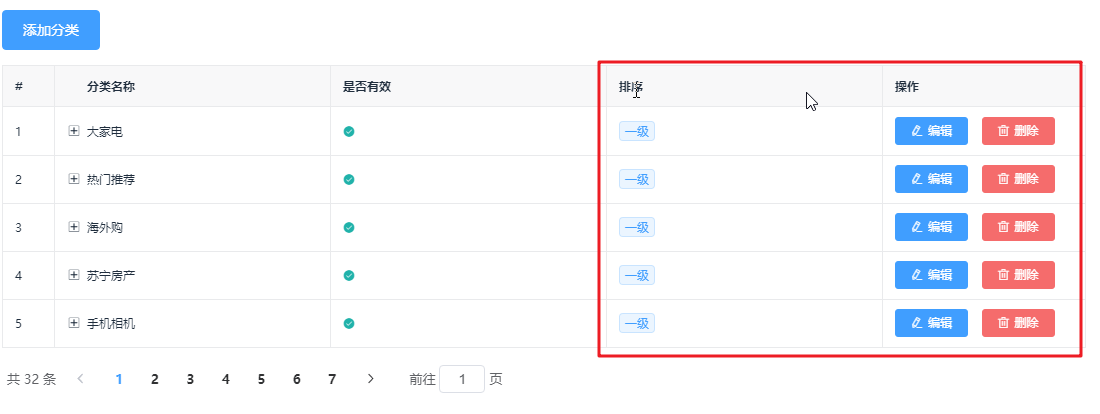 添加分类
# 分类名称 是否有效 排序 操作
1 大家电 一级 编辑 删除
2 热门推荐 一级 编辑 删除
3 海外购 一级 编辑 删除
4 苏宁房产 一级 编辑 删除
5 手机相机 一级 编辑 删除
共 32 条 1 2 3 4 5 6 7 前往 1 页